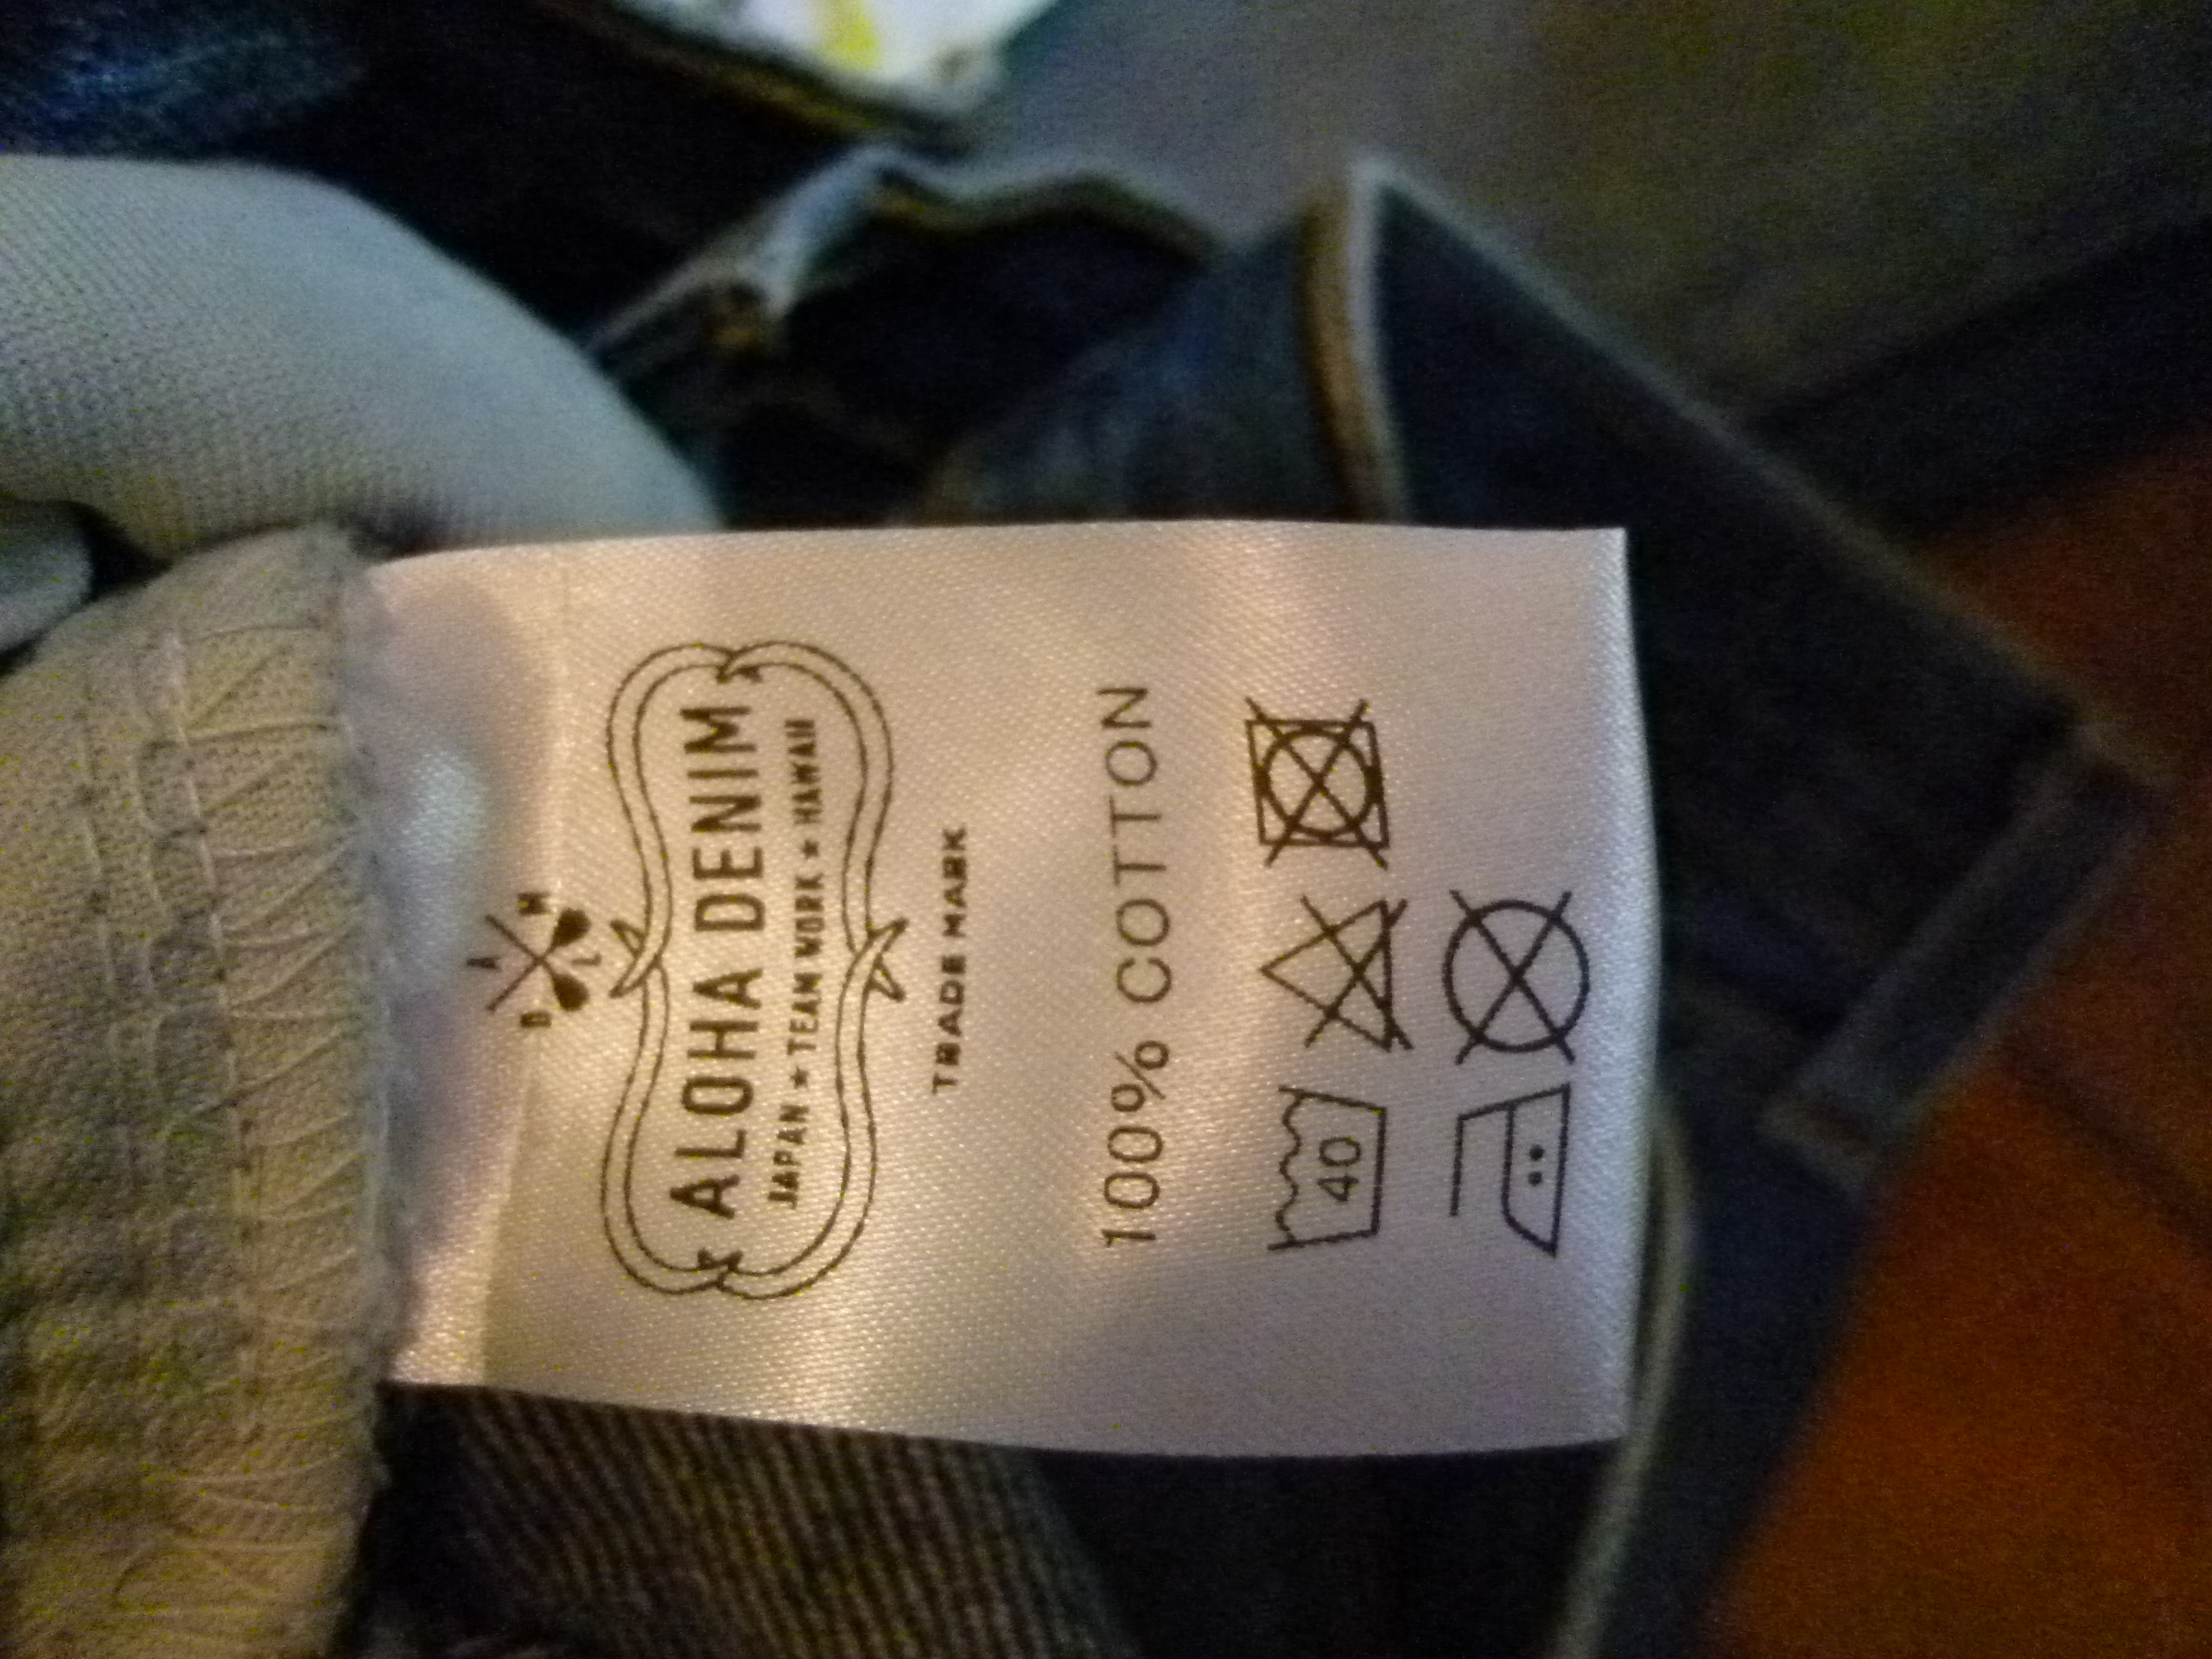 A
D H
L
ALOHA DENIM
JAPAN ★ TEAM WORK ★ HAWAII
TRADE MARK
100% COTTON
40